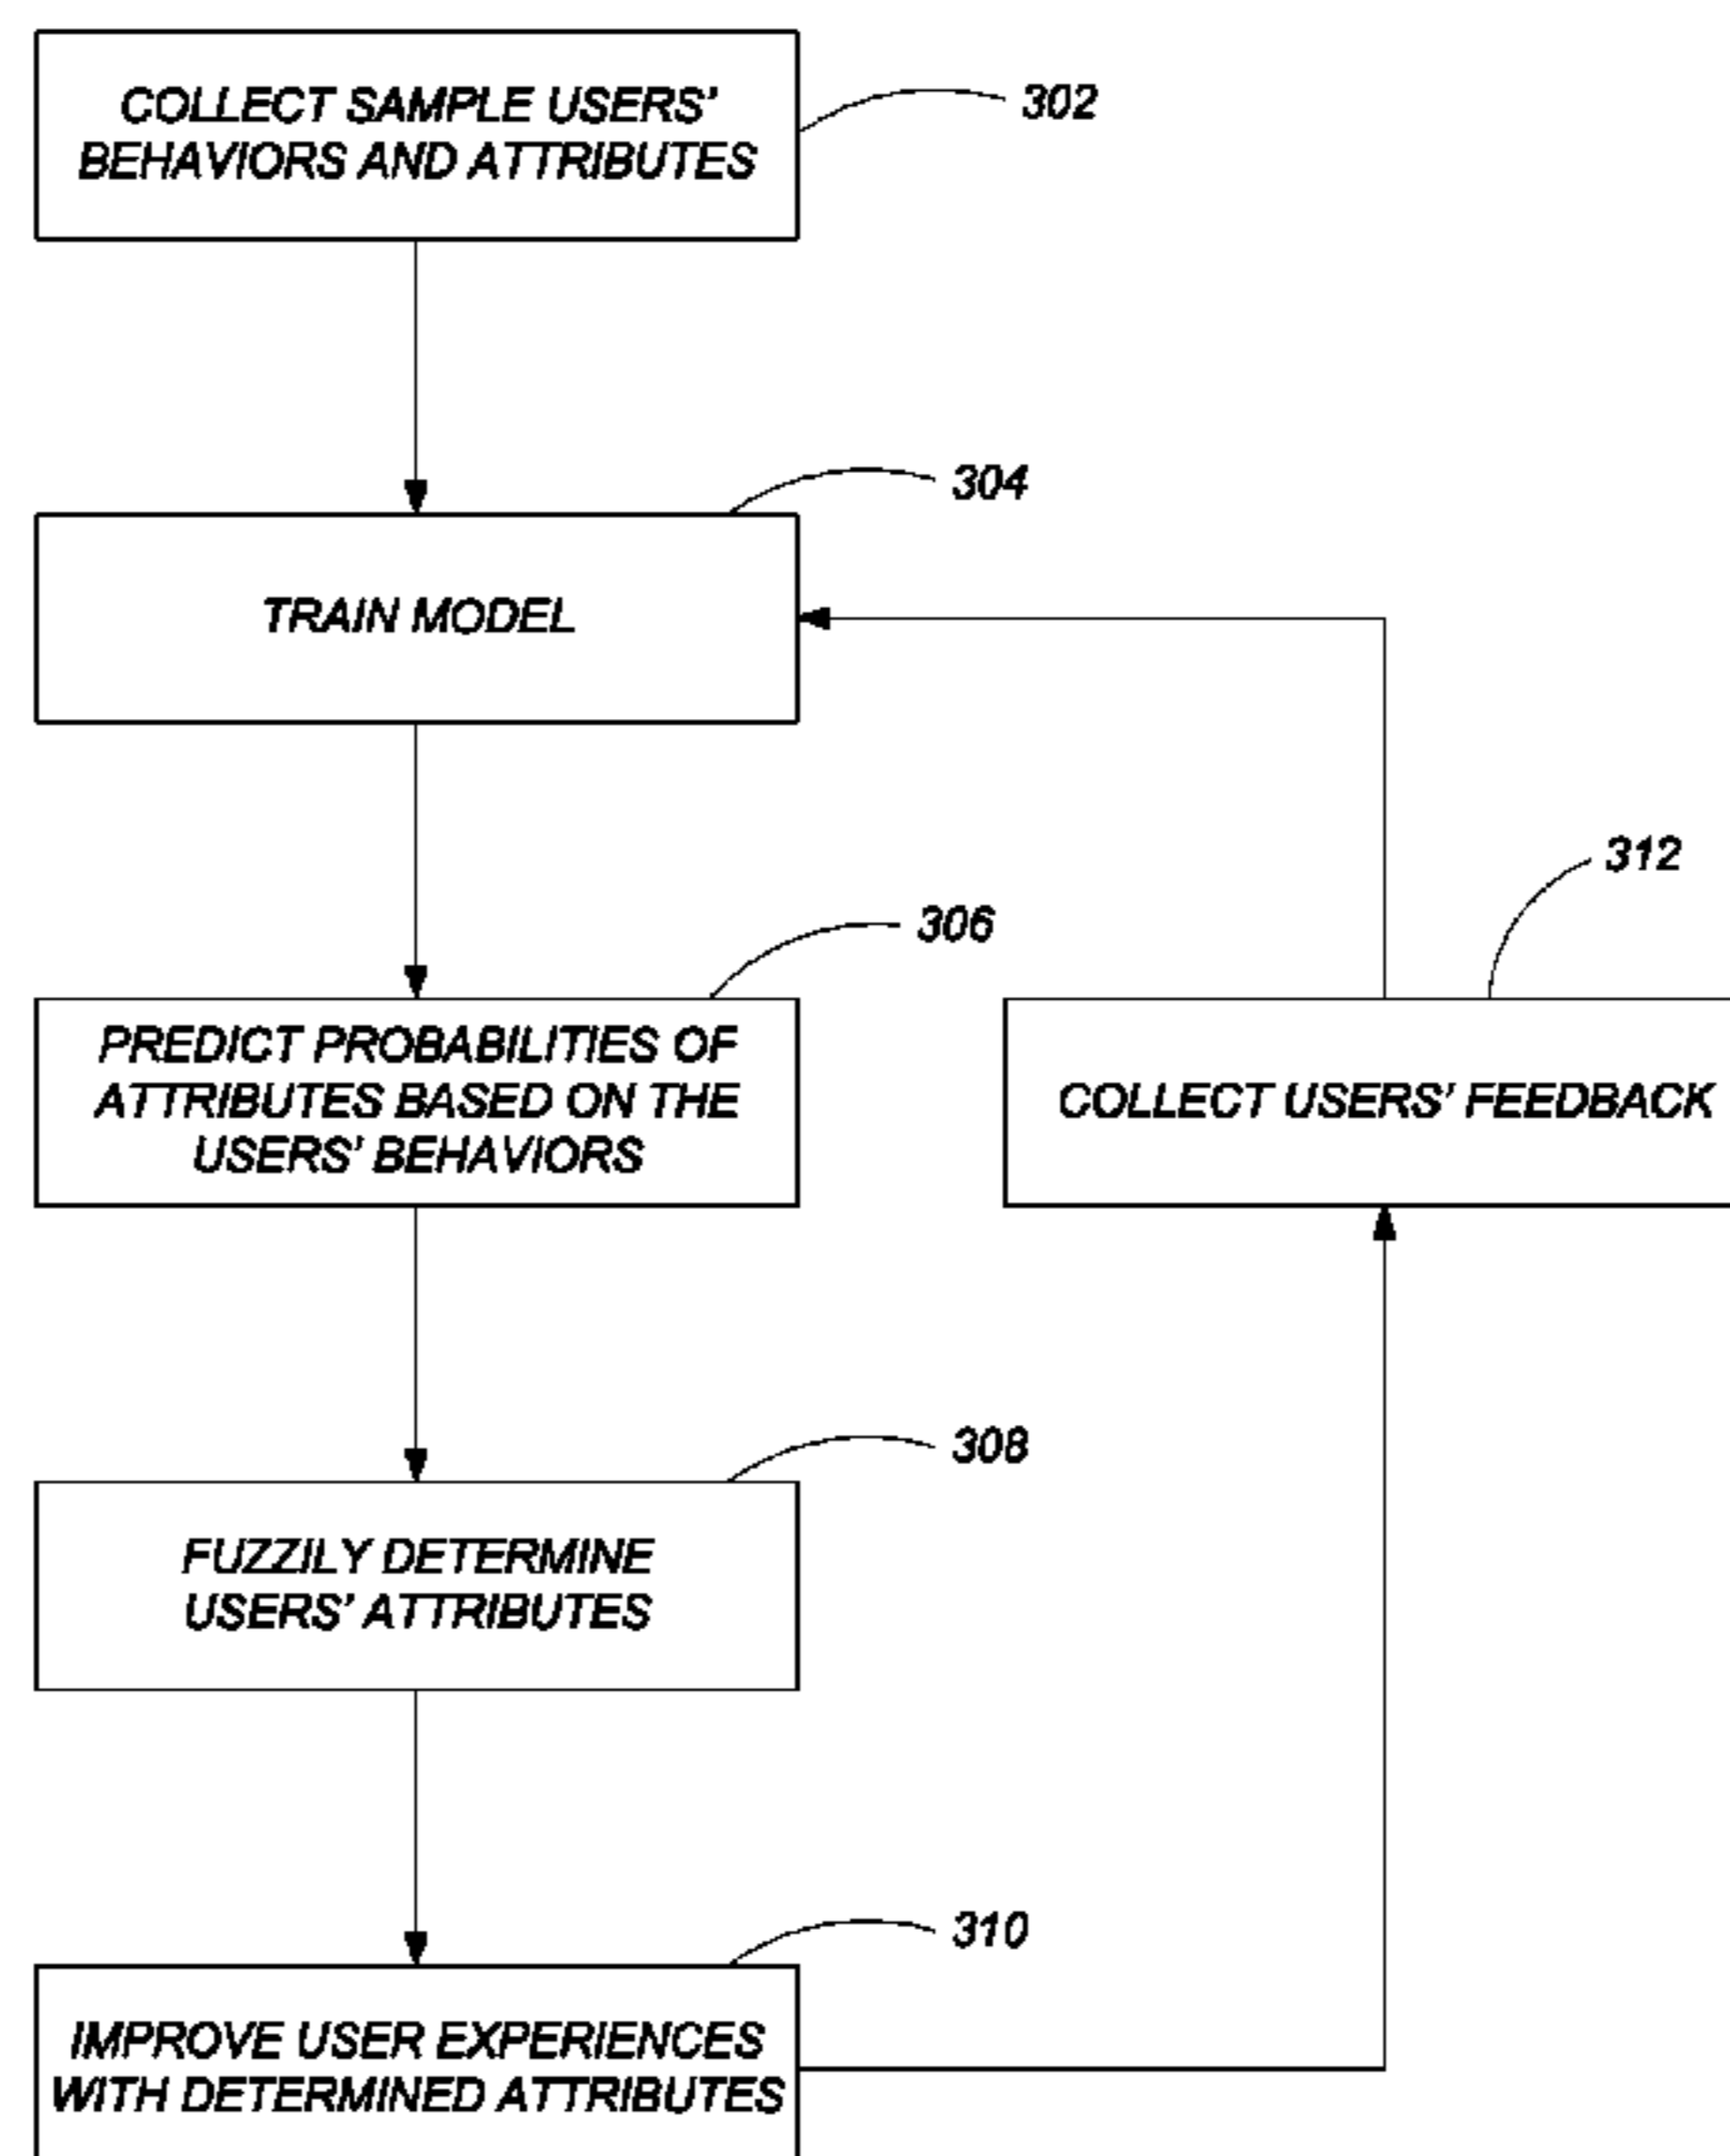 COLLECT SAMPLE USERS'
BEHAVIORS AND ATTRIBUTES
302
304
TRAIN MODEL
312
306
PREDICT PROBABILITIES OF
ATTRIBUTES BASED ON THE
USERS' BEHAVIORS
COLLECT USERS' FEEDBACK
308
FUZZILY DETERMINE
USERS' ATTRIBUTES
310
IMPROVE USER EXPERIENCES
WITH DETERMINED ATTRIBUTES